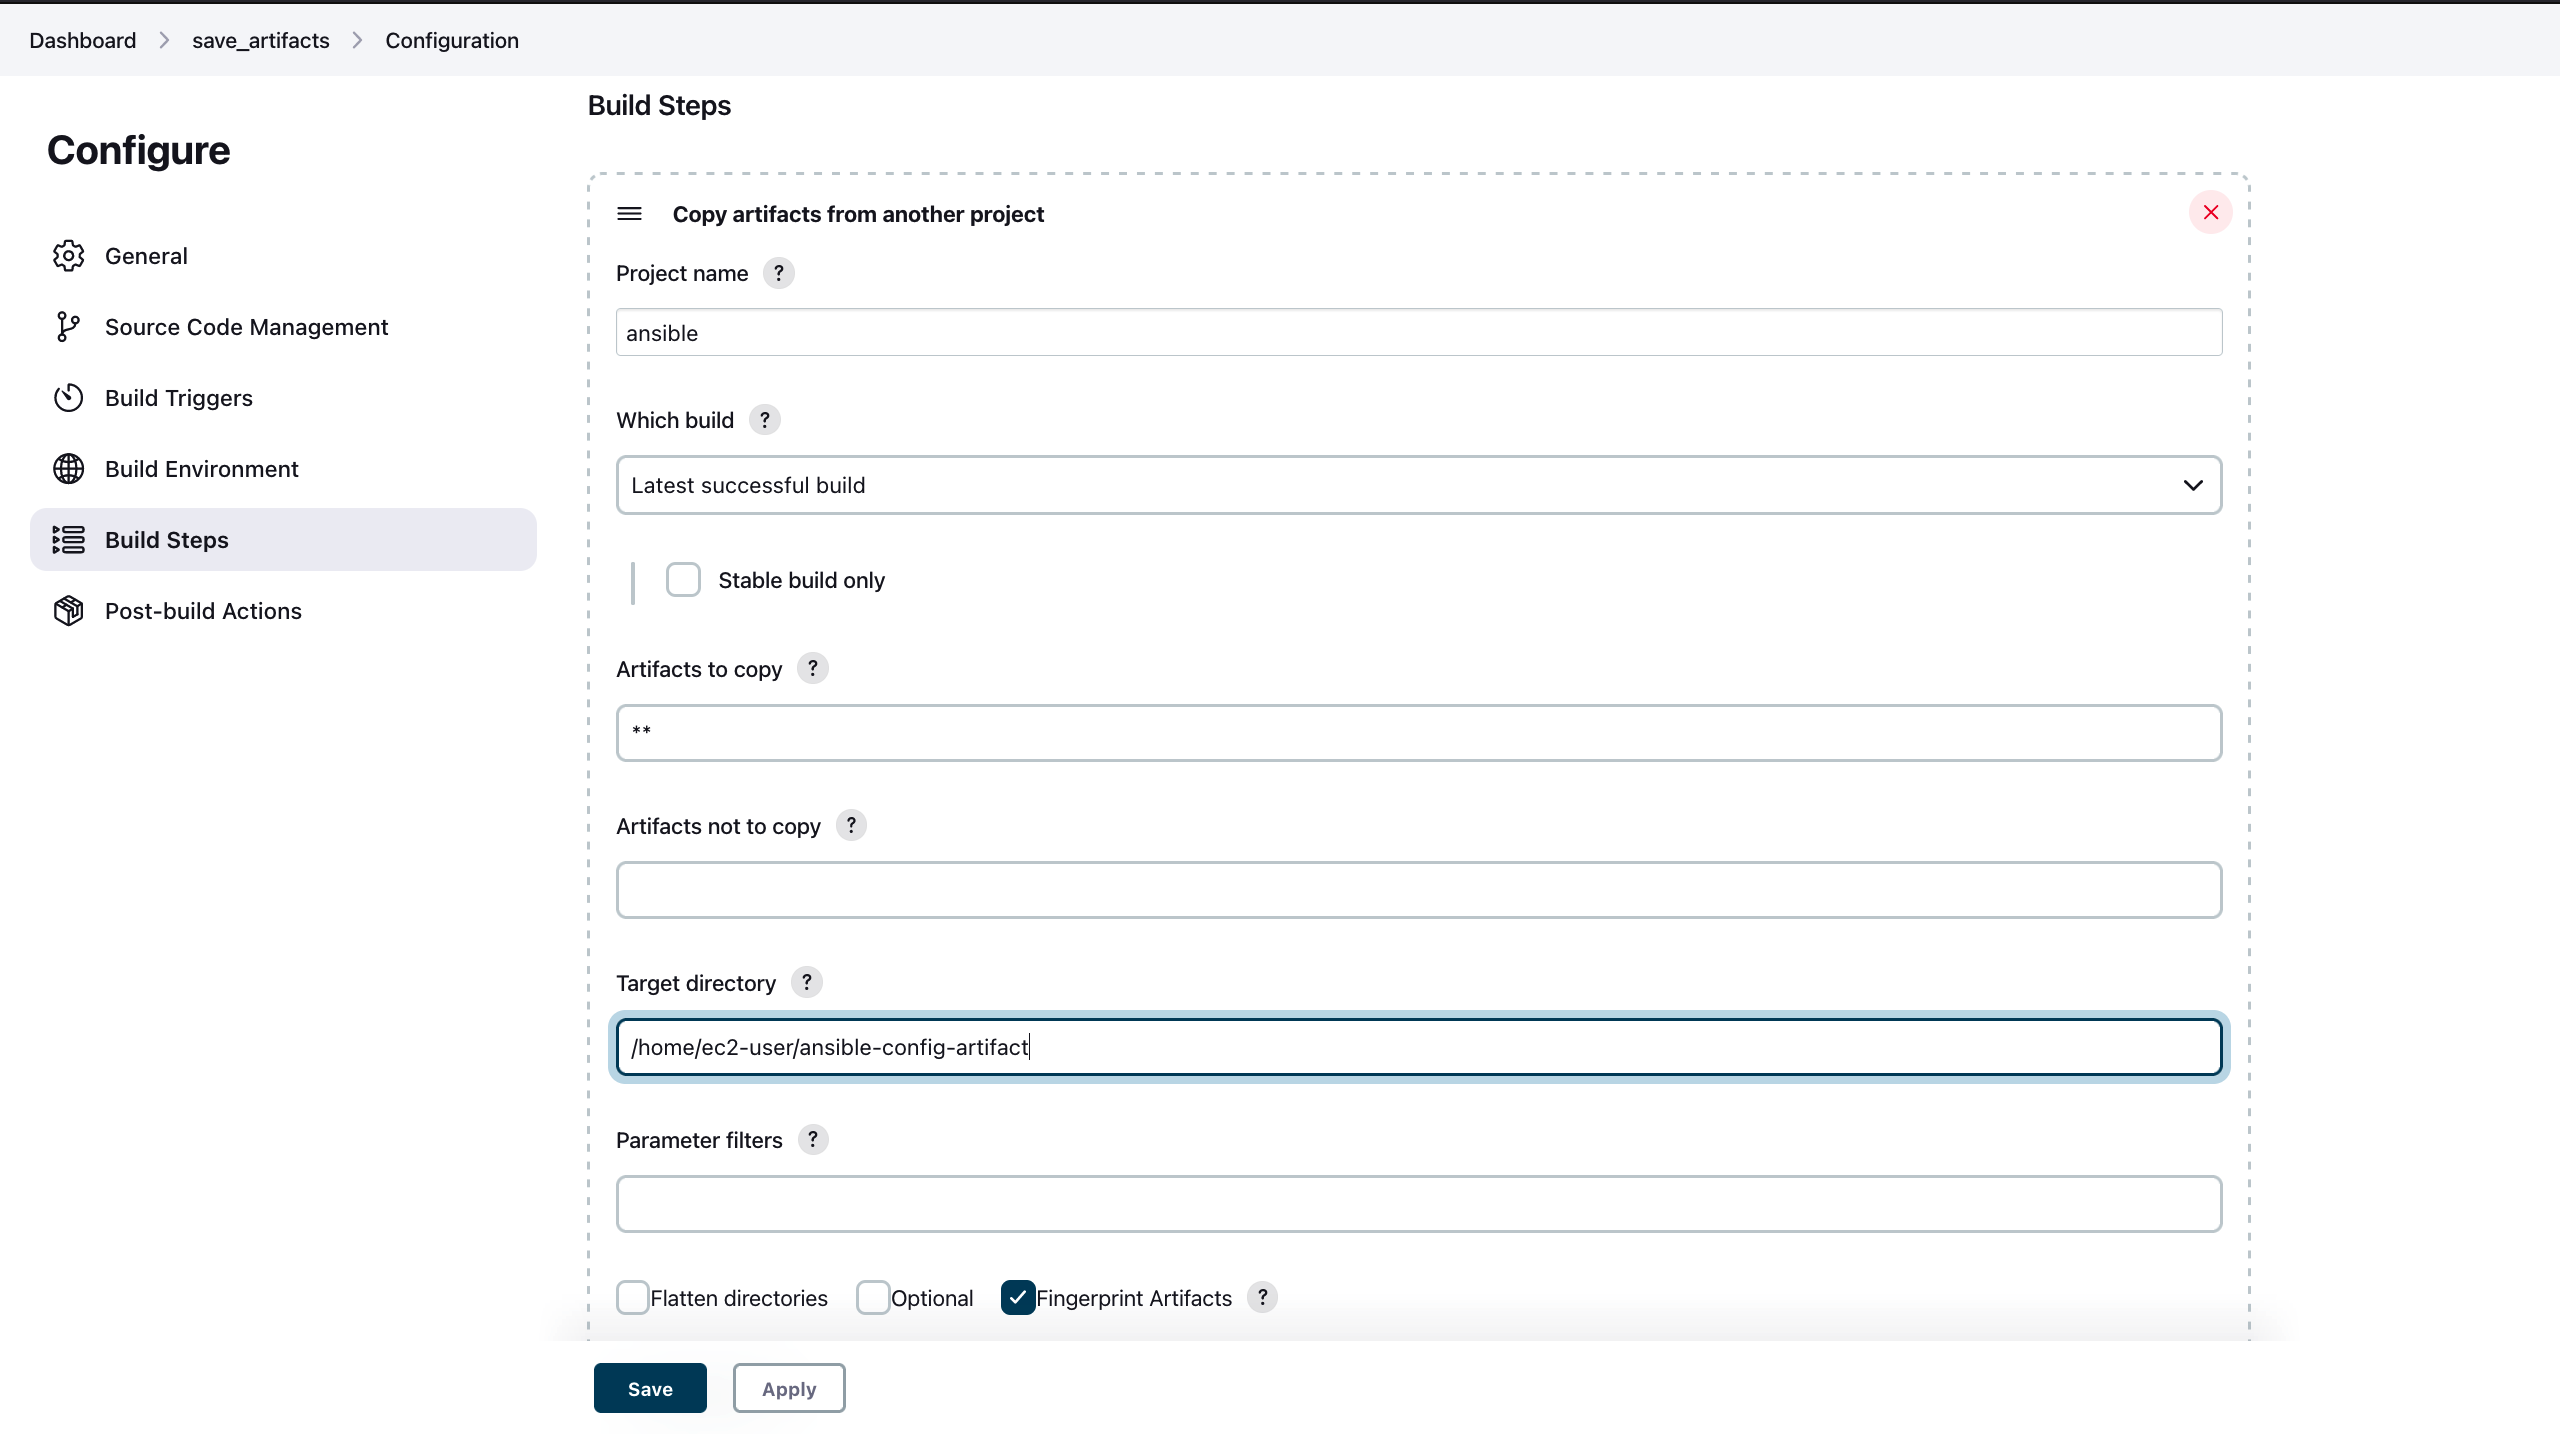 Dashboard > save_artifacts > Configuration
Configure
General
Source Code Management
Build Triggers
Build Environment
Build Steps
Post-build Actions
Build Steps
Copy artifacts from another project
Project name ?
ansible
Which build ?
Latest successful build
Stable build only
Artifacts to copy ?
**
Artifacts not to copy ?
Target directory ?
/home/ec2-user/ansible-config-artifact
Parameter filters ?
Flatten directories Optional Fingerprint Artifacts ?
Save Apply